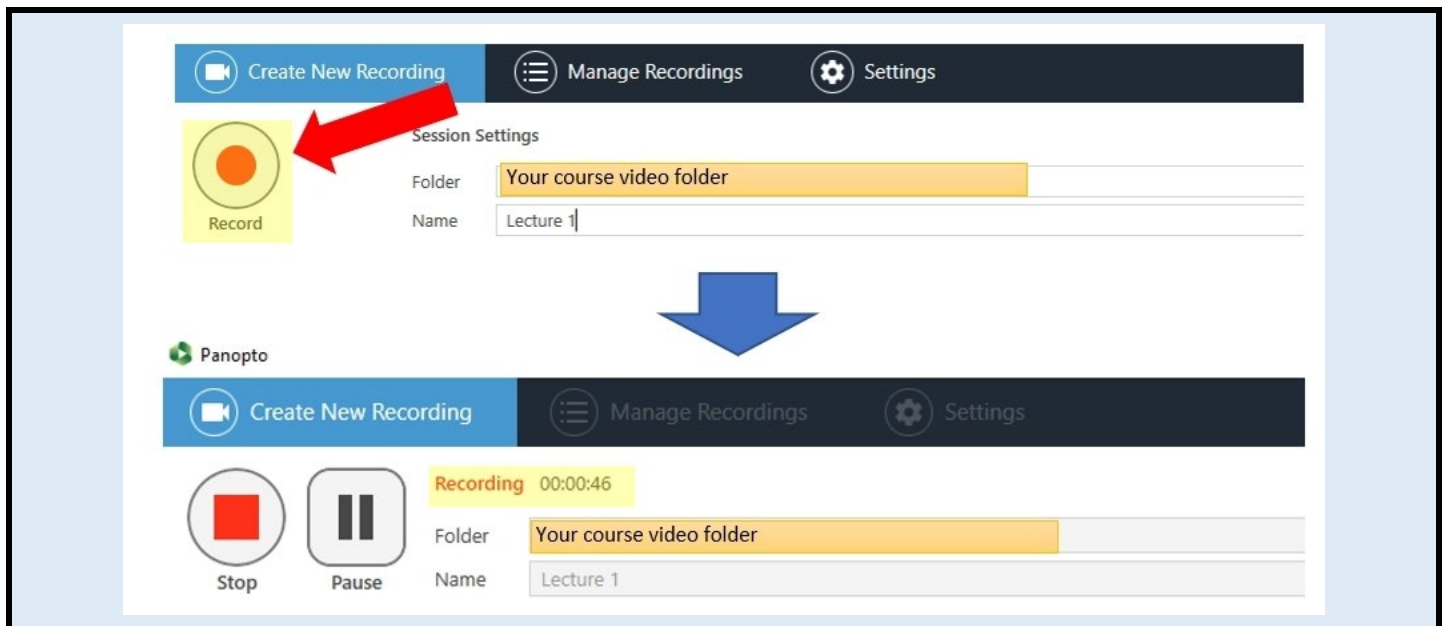 Create New Recording Manage Recordings Settings
Session Settings
Folder Your course video folder
Record Name Lecture 1
Panopto
Create New Recording Manage Recordings Settings
Recording 00:00:46
Folder Your course video folder
Stop Pause Name Lecture 1